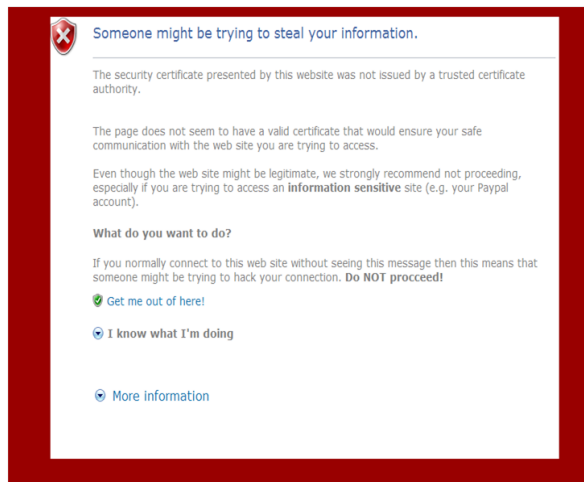 Someone might be trying to steal your information.
The security certificate presented by this website was not issued by a trusted certificate
authority.
The page does not seem to have a valid certificate that would ensure your safe
communication with the web site you are trying to access.
Even though the web site might be legitimate, we strongly recommend not proceeding,
especially if you are trying to access an information sensitive site (e.g. your Paypal
account).
What do you want to do?
If you normally connect to this web site without seeing this message then this means that
someone might be trying to hack your connection. Do NOT procceed!
Get me out of here!
I know what I'm doing
More information